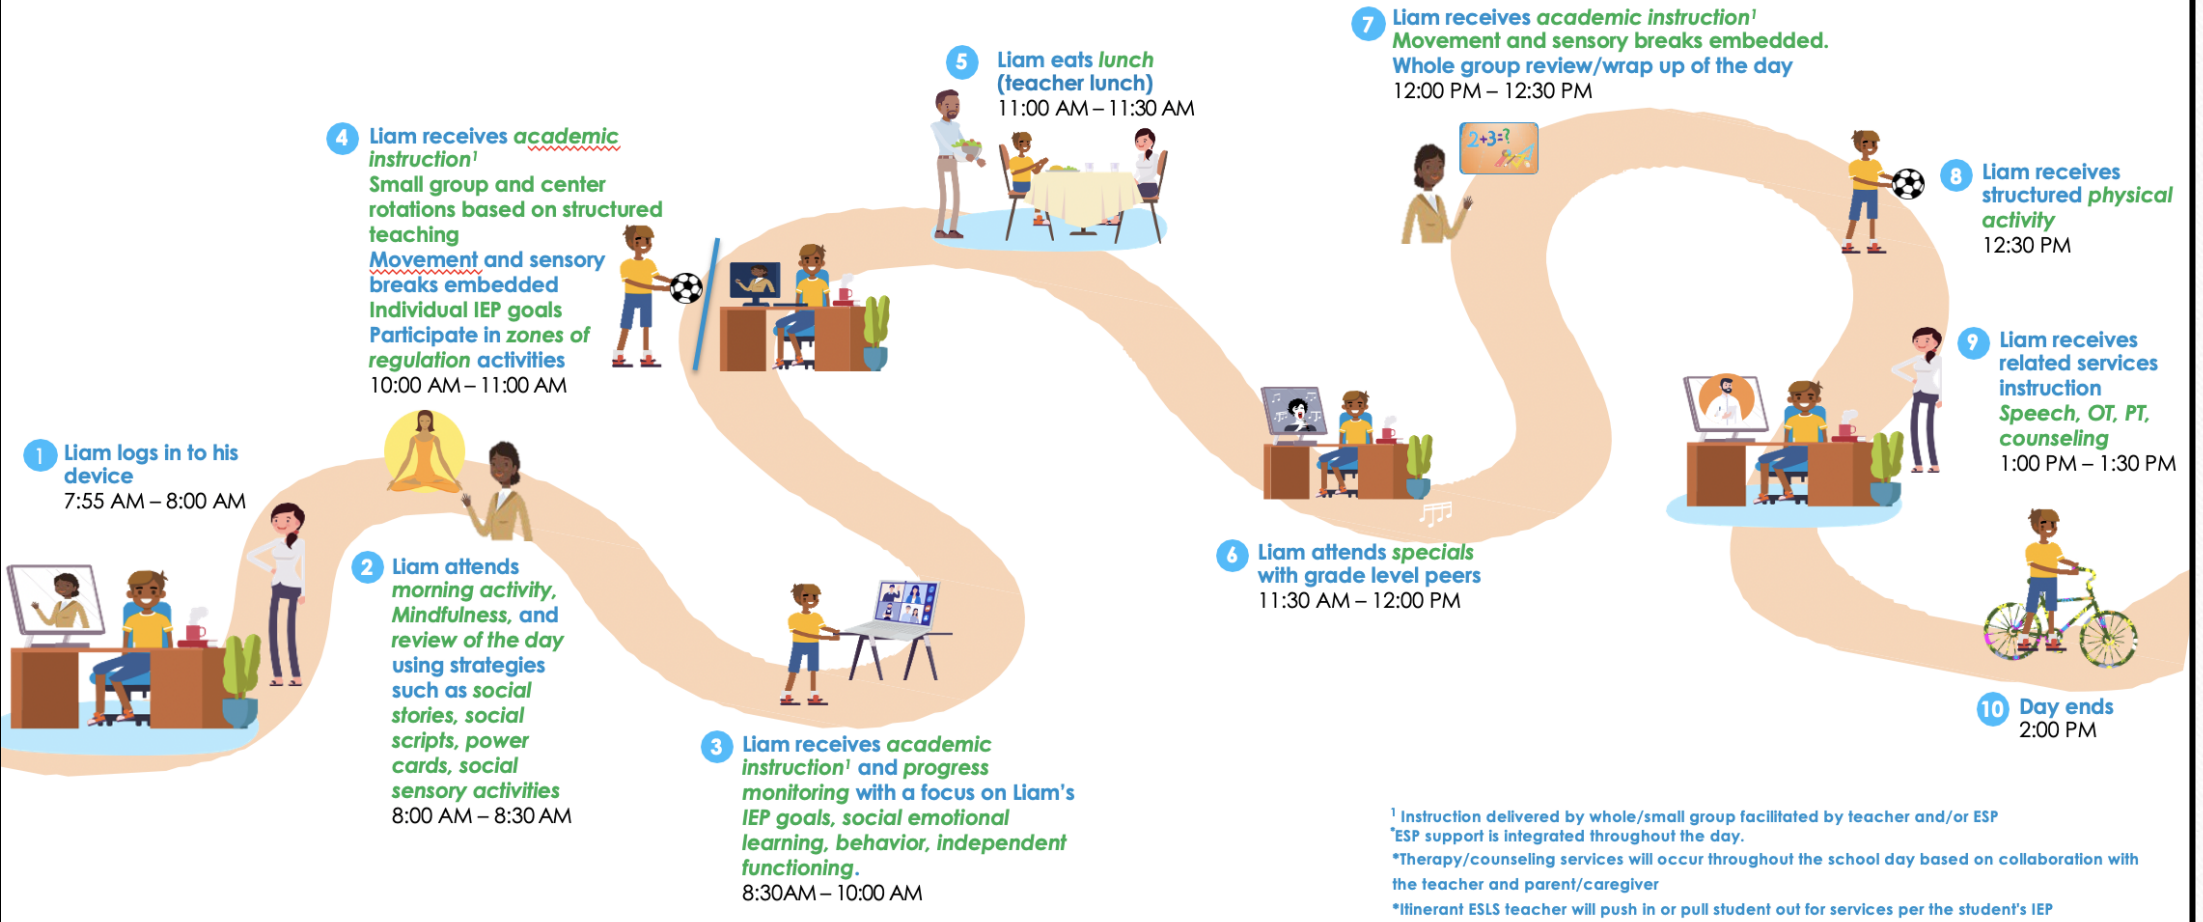 1
Liam logs in to his
device
7:55 AM – 8:00 AM
2
Liam attends
morning activity,
Mindfulness, and
review of the day
using strategies
such as social
stories, social
scripts, power
cards, social
sensory activities
8:00 AM – 8:30 AM
3
Liam receives academic
instruction¹ and progress
monitoring with a focus on Liam's
IEP goals, social emotional
learning, behavior, independent
functioning.
8:30AM – 10:00 AM
4
Liam receives academic
instruction¹
Small group and center
rotations based on structured
teaching
Movement and sensory
breaks embedded
Individual IEP goals
Participate in zones of
regulation activities
10:00 AM – 11:00 AM
5
Liam eats lunch
(teacher lunch)
11:00 AM – 11:30 AM
6
Liam attends specials
with grade level peers
11:30 AM – 12:00 PM
7
Liam receives academic instruction¹
Movement and sensory breaks embedded.
Whole group review/wrap up of the day
12:00 PM – 12:30 PM
2+3=?
8
Liam receives
structured physical
activity
12:30 PM
9
Liam receives
related services
instruction
Speech, OT, PT,
counseling
1:00 PM – 1:30 PM
10
Day ends
2:00 PM
¹ Instruction delivered by whole/small group facilitated by teacher and/or ESP
*ESP support is integrated throughout the day.
*Therapy/counseling services will occur throughout the school day based on collaboration with
the teacher and parent/caregiver
*Itinerant ESLS teacher will push in or pull student out for services per the student's IEP